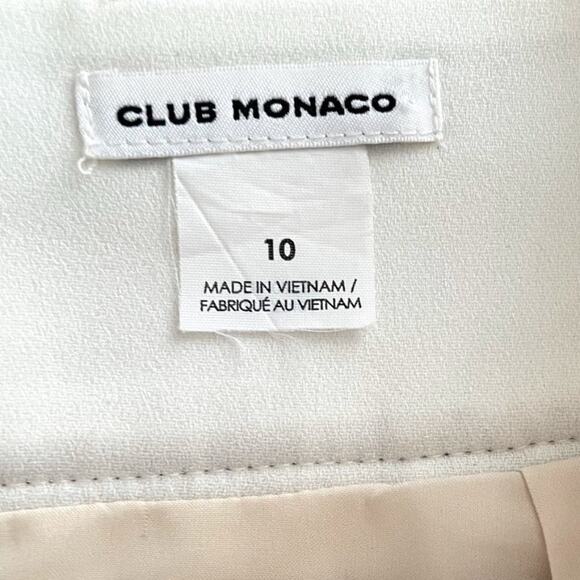 CLUB MONACO
10
MADE IN VIETNAM /
FABRIQUÉ AU VIETNAM